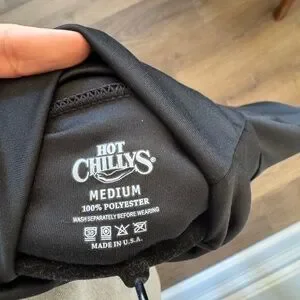 HOT
CHILLYS®
MEDIUM
100% POLYESTER
WASH SEPARATELY BEFORE WEARING
MADE IN U.S.A.